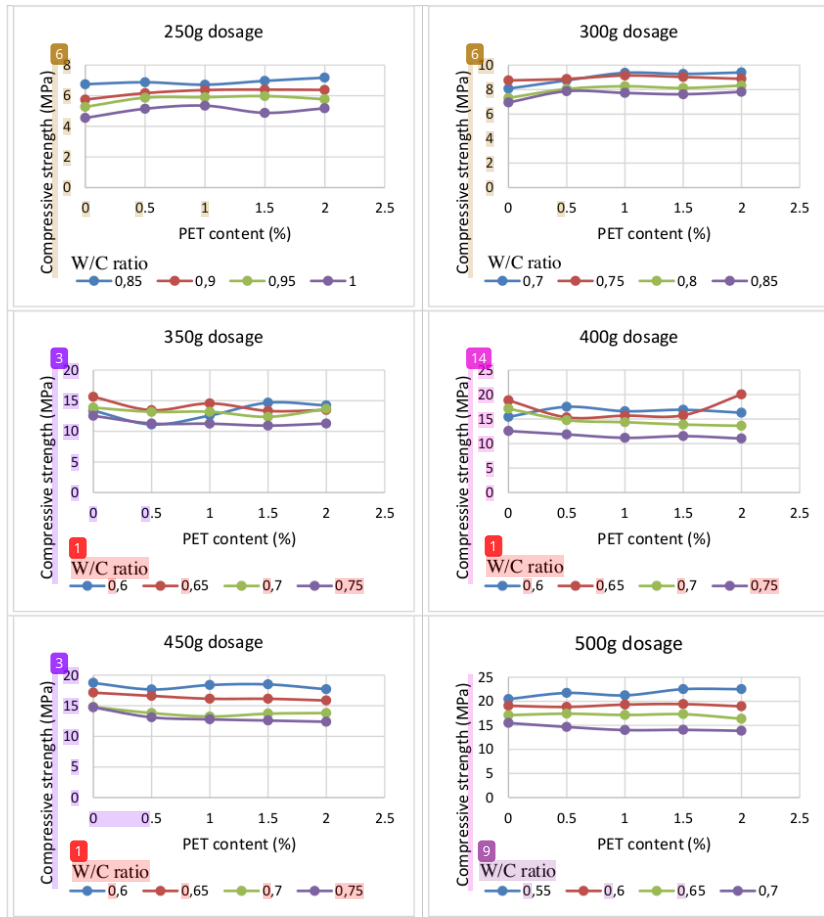 250g dosage
6
Compressive strength (MPa)
8
6
4
2
0
0 0.5 1 1.5 2 2.5
PET content (%)
W/C ratio
0,85 0,9 0,95 1
300g dosage
6
Compressive strength (MPa)
10
8
6
4
2
0
0 0.5 1 1.5 2 2.5
PET content (%)
W/C ratio
0,7 0,75 0,8 0,85
350g dosage
3
Compressive strength (MPa)
20
15
10
5
0
0 0.5 1 1.5 2 2.5
PET content (%)
1
W/C ratio
0,6 0,65 0,7 0,75
400g dosage
14
Compressive strength (MPa)
25
20
15
10
5
0
0 0.5 1 1.5 2 2.5
PET content (%)
1
W/C ratio
0,6 0,65 0,7 0,75
450g dosage
3
Compressive strength (MPa)
20
15
10
5
0
0 0.5 1 1.5 2 2.5
PET content (%)
1
W/C ratio
0,6 0,65 0,7 0,75
500g dosage
Compressive strength (MPa)
25
20
15
10
5
0
0 0.5 1 1.5 2 2.5
PET content (%)
9
W/C ratio
0,55 0,6 0,65 0,7